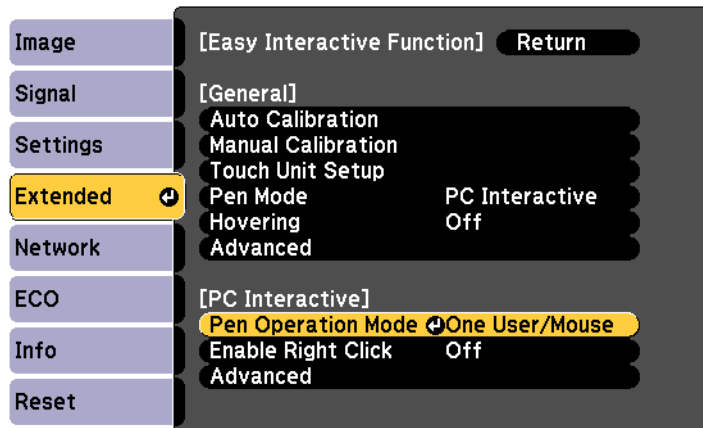 Image
Signal
Settings
Extended
Network
ECO
Info
Reset
[Easy Interactive Function] Return
[General]
Auto Calibration
Manual Calibration
Touch Unit Setup
Pen Mode PC Interactive
Hovering Off
Advanced
[PC Interactive]
Pen Operation Mode One User/Mouse
Enable Right Click Off
Advanced